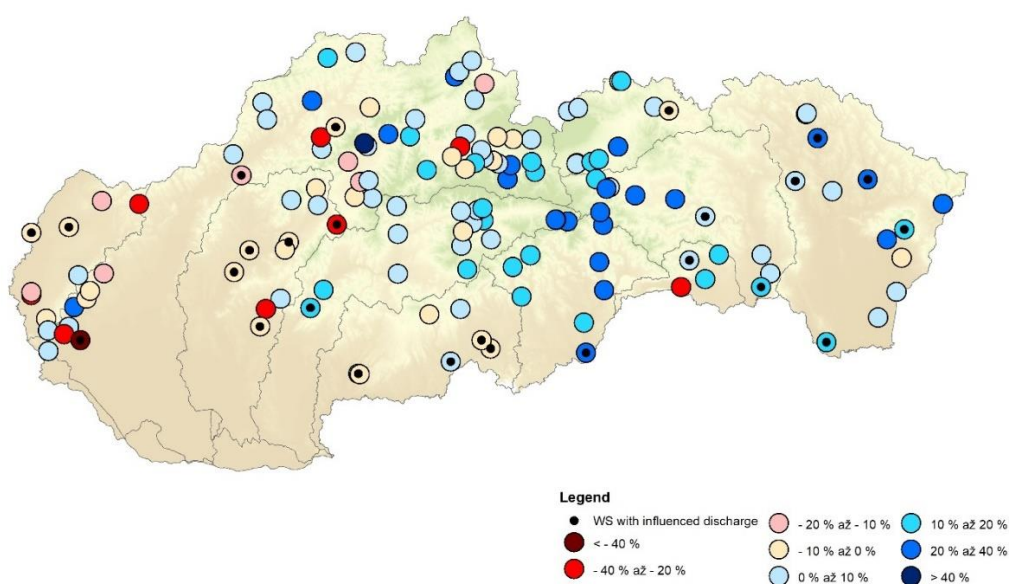 Legend
WS with influenced discharge
< - 40 %
- 40 % až - 20 %
- 20 % až - 10 %
- 10 % až 0 %
0 % až 10 %
10 % až 20 %
20 % až 40 %
> 40 %